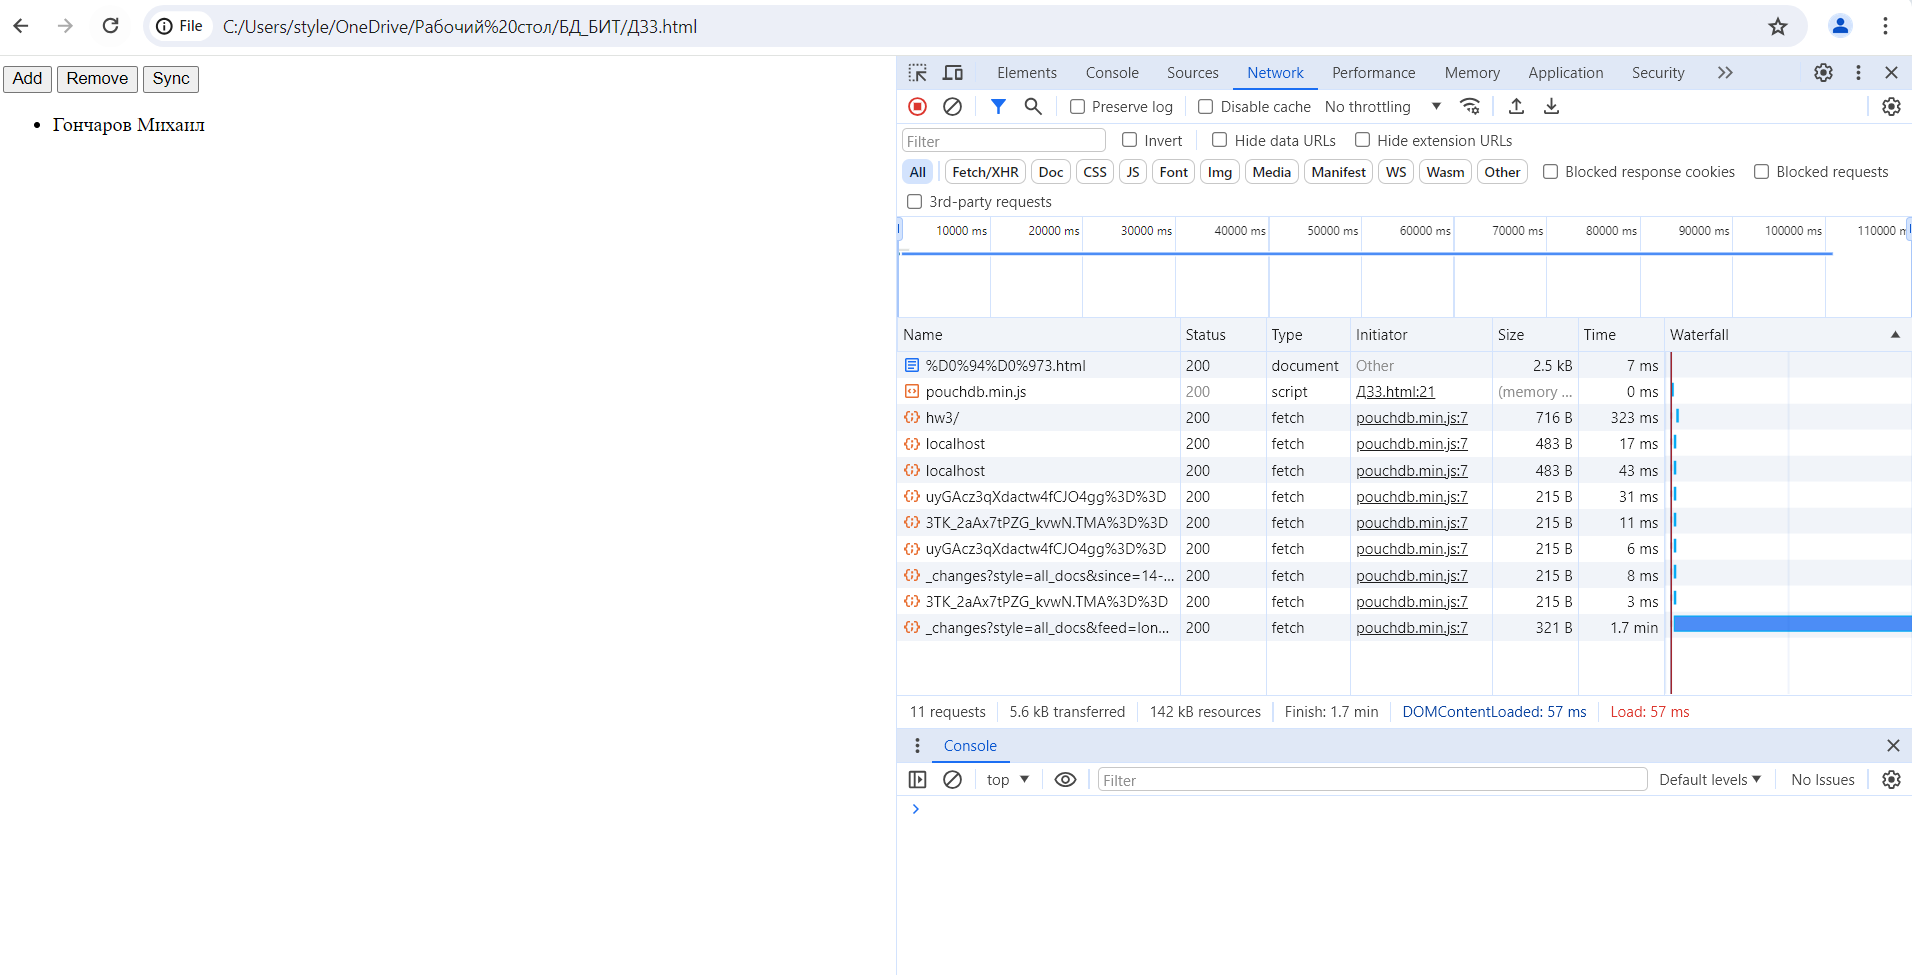 File C:/Users/style/OneDrive/Рабочий%20стол/БД_БИТ/ДЗ3.html
Add Remove Sync
Гончаров Михаил
Elements Console Sources Network Performance Memory Application Security
Preserve log Disable cache No throttling
Filter Invert Hide data URLs Hide extension URLs
All Fetch/XHR Doc CSS JS Font Img Media Manifest WS Wasm Other Blocked response cookies Blocked requests
3rd-party requests
10000 ms 20000 ms 30000 ms 40000 ms 50000 ms 60000 ms 70000 ms 80000 ms 90000 ms 100000 ms 110000 m
Name Status Type Initiator Size Time Waterfall
%D0%94%D0%973.html 200 document Other 2.5 kB 7 ms
pouchdb.min.js 200 script ДЗ3.html:21 (memory ... 0 ms
hw3/ 200 fetch pouchdb.min.js:7 716 B 323 ms
localhost 200 fetch pouchdb.min.js:7 483 B 17 ms
localhost 200 fetch pouchdb.min.js:7 483 B 43 ms
uyGAcz3qXdactw4fCJO4gg%3D%3D 200 fetch pouchdb.min.js:7 215 B 31 ms
3TK_2aAx7tPZG_kvwN.TMA%3D%3D 200 fetch pouchdb.min.js:7 215 B 11 ms
uyGAcz3qXdactw4fCJO4gg%3D%3D 200 fetch pouchdb.min.js:7 215 B 6 ms
_changes?style=all_docs&since=14-... 200 fetch pouchdb.min.js:7 215 B 8 ms
3TK_2aAx7tPZG_kvwN.TMA%3D%3D 200 fetch pouchdb.min.js:7 215 B 3 ms
_changes?style=all_docs&feed=lon... 200 fetch pouchdb.min.js:7 321 B 1.7 min
11 requests 5.6 kB transferred 142 kB resources Finish: 1.7 min DOMContentLoaded: 57 ms Load: 57 ms
Console
top Filter Default levels No Issues